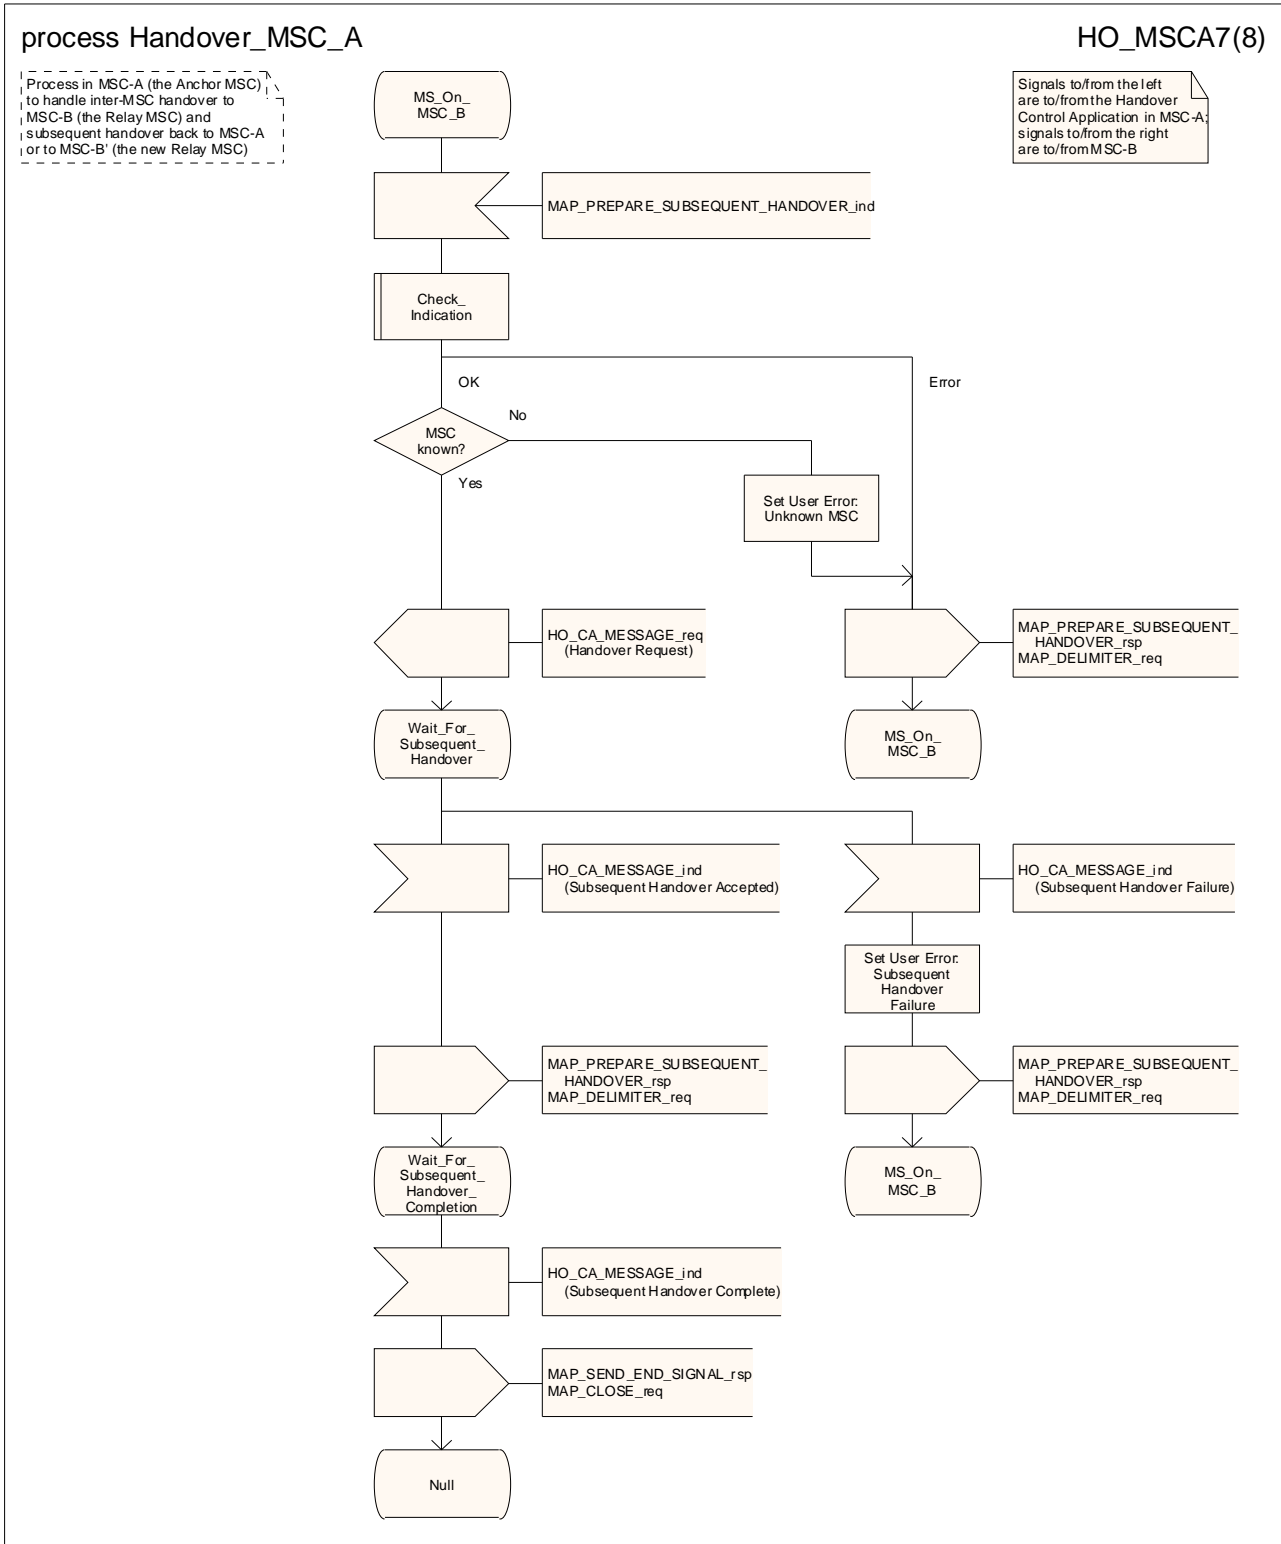 process Handover_MSC_A
HO_MSCA7(8)
Process in MSC-A (the Anchor MSC)
to handle inter-MSC handover to
MSC-B (the Relay MSC) and
subsequent handover back to MSC-A
or to MSC-B' (the new Relay MSC)
Signals to/from the left
are to/from the Handover
Control Application in MSC-A;
signals to/from the right
are to/from MSC-B
MS_On_
MSC_B
MAP_PREPARE_SUBSEQUENT_HANDOVER_ind
Check_
Indication
OK
Error
MSC
known?
No
Yes
Set User Error:
Unknown MSC
HO_CA_MESSAGE_req
(Handover Request)
MAP_PREPARE_SUBSEQUENT_
HANDOVER_rsp
MAP_DELIMITER_req
Wait_For_
Subsequent_
Handover
MS_On_
MSC_B
HO_CA_MESSAGE_ind
(Subsequent Handover Accepted)
HO_CA_MESSAGE_ind
(Subsequent Handover Failure)
Set User Error:
Subsequent
Handover
Failure
MAP_PREPARE_SUBSEQUENT_
HANDOVER_rsp
MAP_DELIMITER_req
MAP_PREPARE_SUBSEQUENT_
HANDOVER_rsp
MAP_DELIMITER_req
Wait_For_
Subsequent_
Handover_
Completion
MS_On_
MSC_B
HO_CA_MESSAGE_ind
(Subsequent Handover Complete)
MAP_SEND_END_SIGNAL_rsp
MAP_CLOSE_req
Null